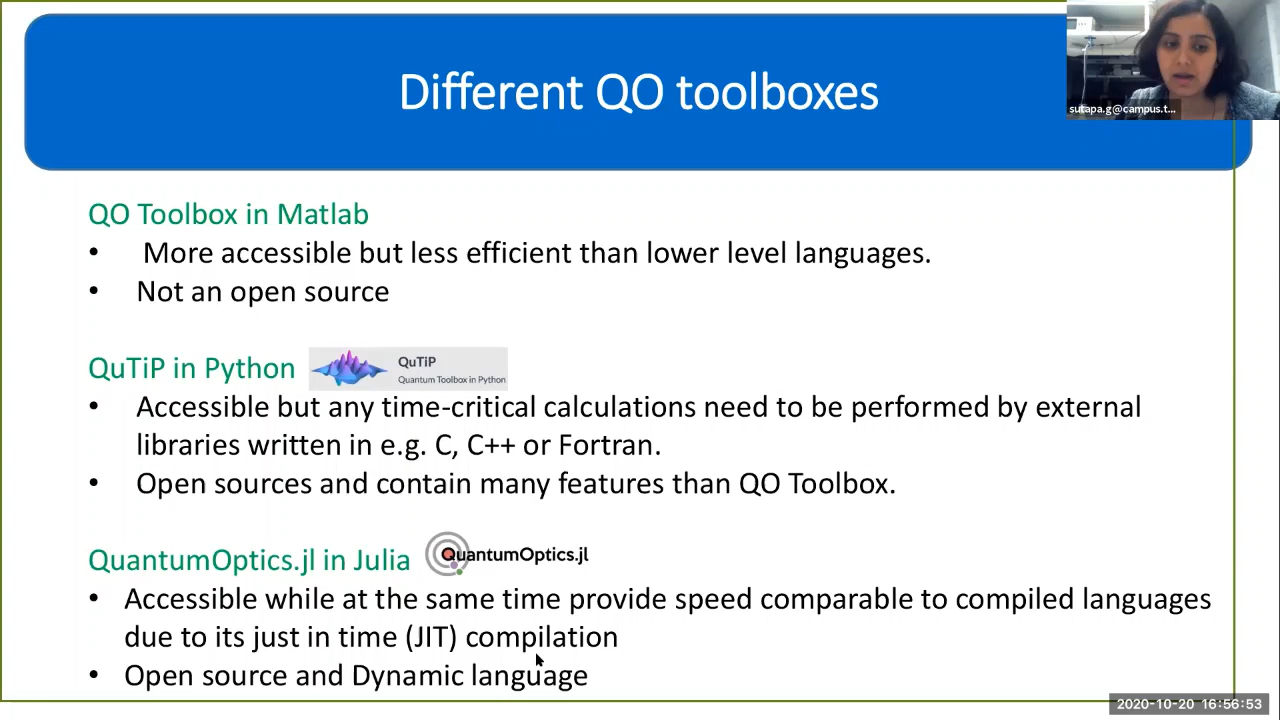 Different QO toolboxes
sutapa.g@campus.t...
QO Toolbox in Matlab
• More accessible but less efficient than lower level languages.
• Not an open source
QuTiP in Python
QuTiP
Quantum Toolbox in Python
• Accessible but any time-critical calculations need to be performed by external
libraries written in e.g. C, C++ or Fortran.
• Open sources and contain many features than QO Toolbox.
QuantumOptics.jl in Julia
QuantumOptics.jl
• Accessible while at the same time provide speed comparable to compiled languages
due to its just in time (JIT) compilation
• Open source and Dynamic language
2020-10-20 16:56:53